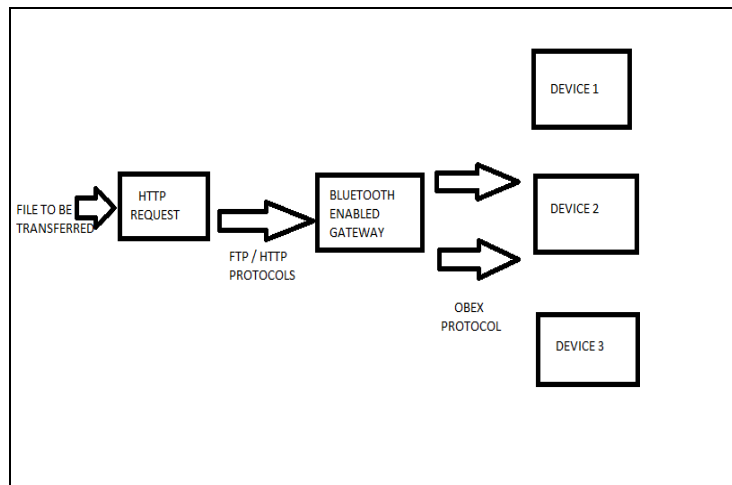 FILE TO BE
TRANSFERRED
HTTP
REQUEST
FTP / HTTP
PROTOCOLS
BLUETOOTH
ENABLED
GATEWAY
OBEX
PROTOCOL
DEVICE 1
DEVICE 2
DEVICE 3